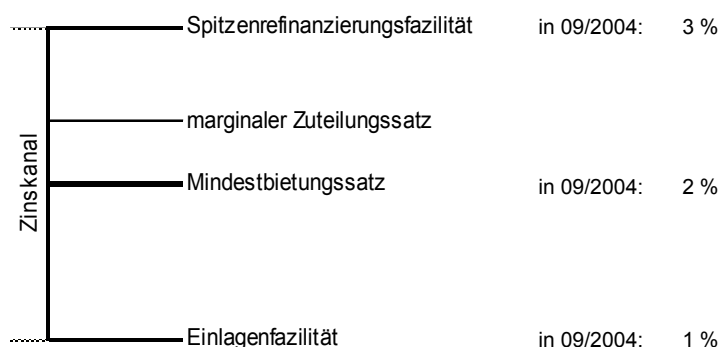 Spitzenrefinanzierungsfazilität in 09/2004: 3 %
marginaler Zuteilungssatz
Zinskanal
Mindestbietungssatz in 09/2004: 2 %
Einlagenfazilität in 09/2004: 1 %